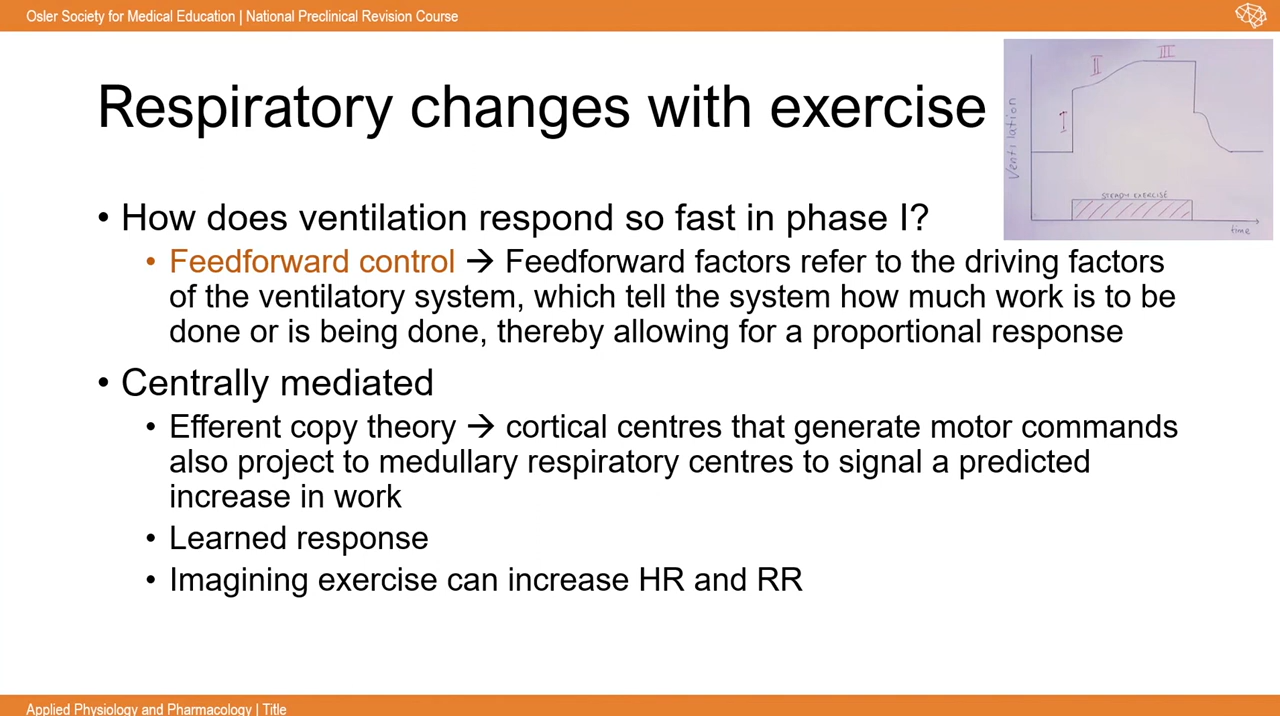 Osler Society for Medical Education | National Preclinical Revision Course
Respiratory changes with exercise
I
II
III
Ventilation
STEADY EXERCISE
time
• How does ventilation respond so fast in phase I?
• Feedforward control → Feedforward factors refer to the driving factors
of the ventilatory system, which tell the system how much work is to be
done or is being done, thereby allowing for a proportional response
• Centrally mediated
• Efferent copy theory → cortical centres that generate motor commands
also project to medullary respiratory centres to signal a predicted
increase in work
• Learned response
• Imagining exercise can increase HR and RR
Applied Physiology and Pharmacology | Title